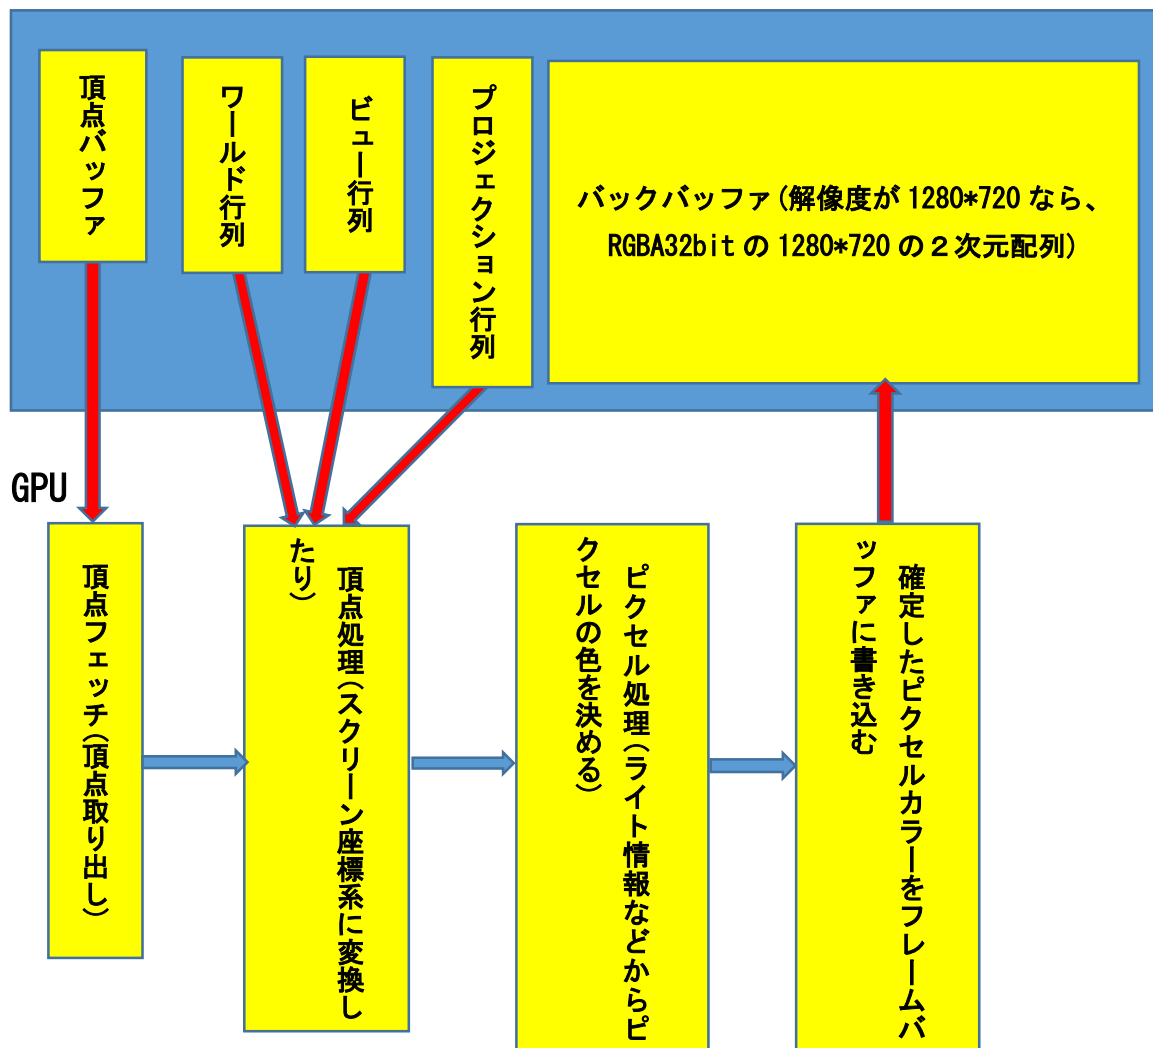 頂点バッファ
ワールド行列
ビュー行列
プロジェクション行列
バックバッファ(解像度が 1280*720 なら、
RGBA32bit の 1280*720 の２次元配列)
GPU
頂点フェッチ(頂点取り出し)
頂点処理(スクリーン座標系に変換し
たり)
ピクセル処理(ライト情報などからピ
クセルの色を決める)
確定したピクセルカラーをフレームバ
ッファに書き込む